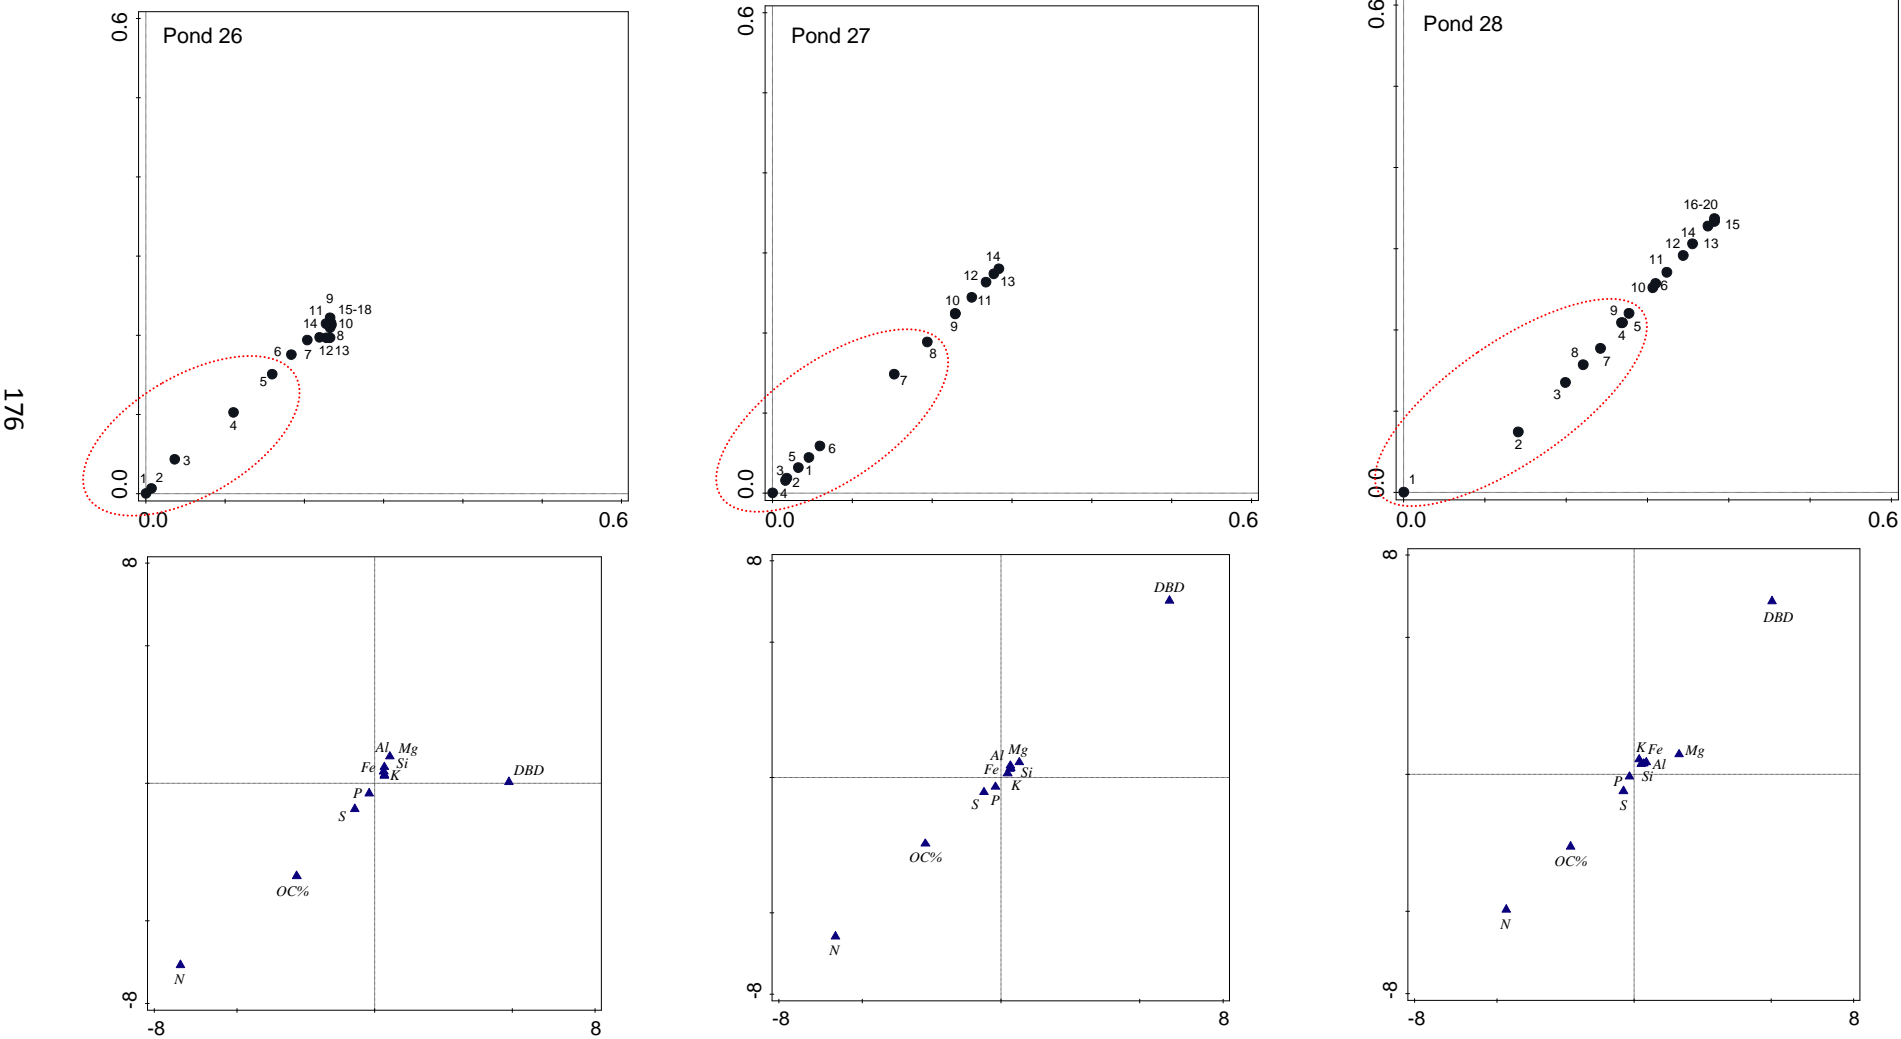 176
Pond 26
0.6
9
11 15-18
14 10
8
6 7 12 13
5
4
3
1 2
0.0
0.0 0.6
Pond 27
0.6
14
12 13
10 11
9
8
7
6
5 1
3 2
4
0.0
0.6
Pond 28
0.6
16-20
15
14 13
12
11
10 6
9 5
4
8 7
3
2
1
0.0
0.0 0.6
8
Al Mg
Fe Si
K
DBD
P
S
OC%
N
-8
-8 8
8
DBD
Al Mg
Fe Si
K
S P
OC%
N
-8 8
8
DBD
K Fe Mg
Al
P Si
S
OC%
N
-8
-8 8